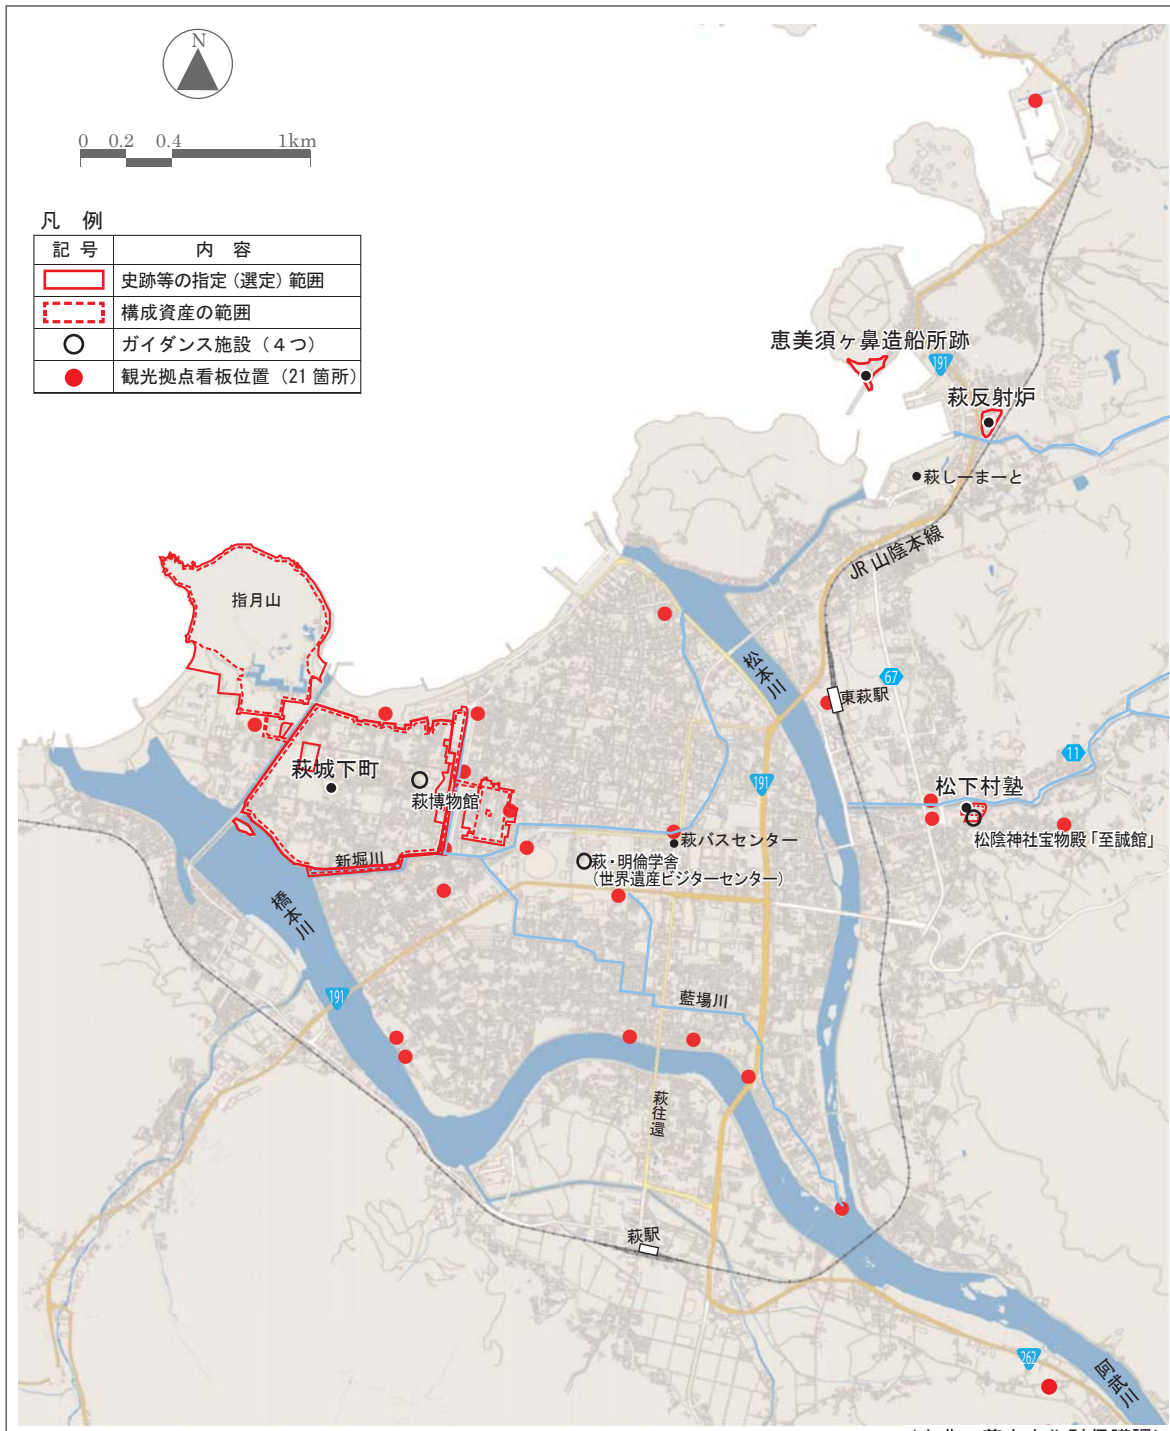 N
0 0.2 0.4 1km
凡 例
記 号 内 容
史跡等の指定（選定）範囲
構成資産の範囲
ガイダンス施設（４つ）
観光拠点看板位置（21 箇所）
恵美須ヶ鼻造船所跡
191
萩反射炉
萩しーまーと
JR 山陰本線
指月山
松本川
67
東萩駅
11
萩城下町
萩博物館
191
松下村塾
松陰神社宝物殿「至誠館」
萩バスセンター
新堀川
萩・明倫学舎
（世界遺産ビジターセンター）
橋本川
191
藍場川
萩往還
萩駅
262
阿武川